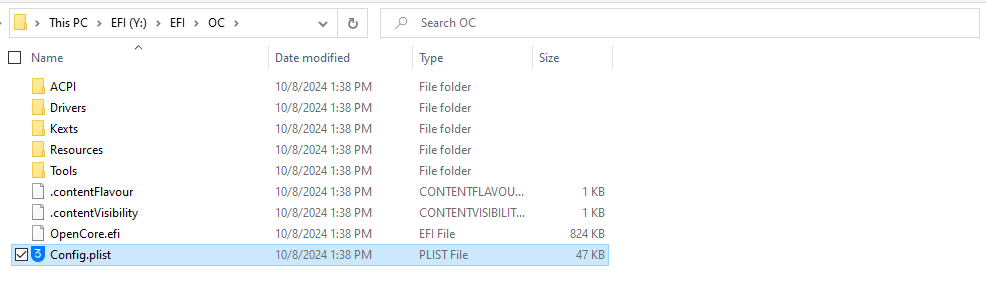 This PC > EFI (Y:) > EFI > OC >
Search OC
Name Date modified Type Size
ACPI 10/8/2024 1:38 PM File folder
Drivers 10/8/2024 1:38 PM File folder
Kexts 10/8/2024 1:38 PM File folder
Resources 10/8/2024 1:38 PM File folder
Tools 10/8/2024 1:38 PM File folder
.contentFlavour 10/8/2024 1:38 PM CONTENTFLAVOU... 1 KB
.contentVisibility 10/8/2024 1:38 PM CONTENTVISIBILIT... 1 KB
OpenCore.efi 10/8/2024 1:38 PM EFI File 824 KB
Config.plist 10/8/2024 1:38 PM PLIST File 47 KB